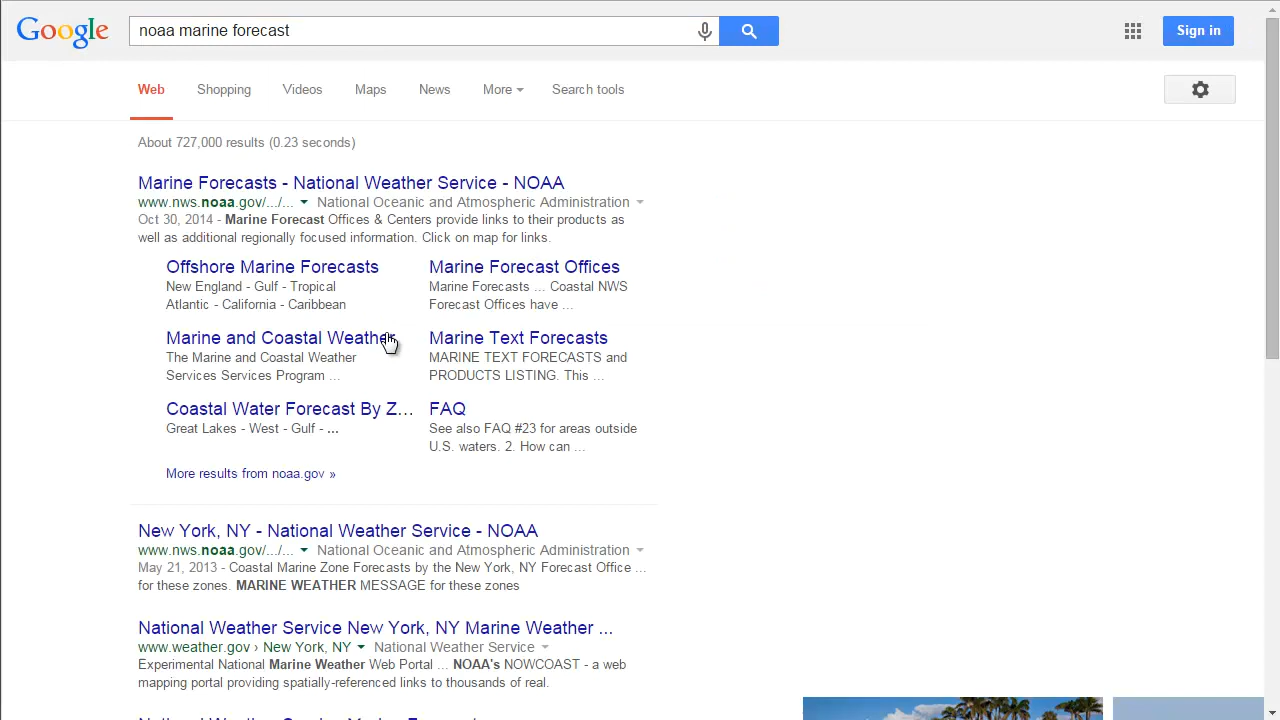 Google
noaa marine forecast
Sign in
Web Shopping Videos Maps News More Search tools
About 727,000 results (0.23 seconds)
Marine Forecasts - National Weather Service - NOAA
www.nws.noaa.gov/.../... National Oceanic and Atmospheric Administration
Oct 30, 2014 - Marine Forecast Offices & Centers provide links to their products as
well as additional regionally focused information. Click on map for links.
Offshore Marine Forecasts
New England - Gulf - Tropical
Atlantic - California - Caribbean
Marine Forecast Offices
Marine Forecasts ... Coastal NWS
Forecast Offices have ...
Marine and Coastal Weather
The Marine and Coastal Weather
Services Services Program ...
Marine Text Forecasts
MARINE TEXT FORECASTS and
PRODUCTS LISTING. This ...
Coastal Water Forecast By Z...
Great Lakes - West - Gulf - ...
FAQ
See also FAQ #23 for areas outside
U.S. waters. 2. How can ...
More results from noaa.gov »
New York, NY - National Weather Service - NOAA
www.nws.noaa.gov/.../... National Oceanic and Atmospheric Administration
May 21, 2013 - Coastal Marine Zone Forecasts by the New York, NY Forecast Office ...
for these zones. MARINE WEATHER MESSAGE for these zones
National Weather Service New York, NY Marine Weather ...
www.weather.gov › New York, NY National Weather Service
Experimental National Marine Weather Web Portal ... NOAA's NOWCOAST - a web
mapping portal providing spatially-referenced links to thousands of real.